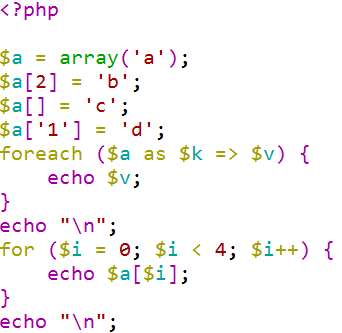 <?php

$a = array('a');
$a[2] = 'b';
$a[] = 'c';
$a['1'] = 'd';
foreach ($a as $k => $v) {
    echo $v;
}
echo "\n";
for ($i = 0; $i < 4; $i++) {
    echo $a[$i];
}
echo "\n";